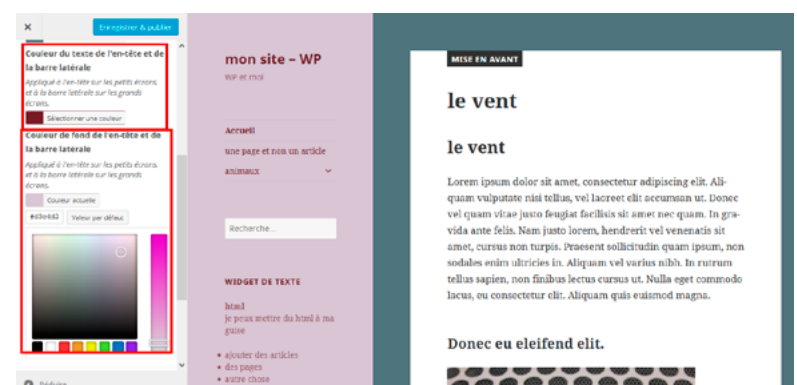 ×
Enregistrer & publier
Couleur du texte de l'en-tête et de
la barre latérale
Appliqué à l'en-tête sur les petits écrans,
et à la barre latérale sur les grands
écrans.
Sélectionner une couleur
Couleur de fond de l'en-tête et de
la barre latérale
Appliqué à l'en-tête sur les petits écrans,
et à la barre latérale sur les grands
écrans.
Couleur actuelle
Valeur par défaut
Réduire
mon site – WP
WP et moi
Accueil
une page et non un article
animaux
Recherche…
WIDGET DE TEXTE
html
je peux mettre du html à ma
guise
• ajouter des articles
• des pages
• autre chose
MISE EN AVANT
le vent
le vent
Lorem ipsum dolor sit amet, consectetur adipiscing elit. Ali-
quam vulputate nisi tellus, vel laoreet elit accumsan ut. Donec
vel quam vitae justo feugiat facilisis sit amet nec quam. In gra-
vida ante felis. Nam justo lorem, hendrerit vel venenatis sit
amet, cursus non turpis. Praesent sollicitudin quam ipsum, non
sodales enim ultricies in. Aliquam vel varius nibh. In rutrum
tellus sapien, non finibus lectus cursus ut. Nulla eget commodo
lacus, eu consectetur elit. Aliquam quis euismod magna.
Donec eu eleifend elit.